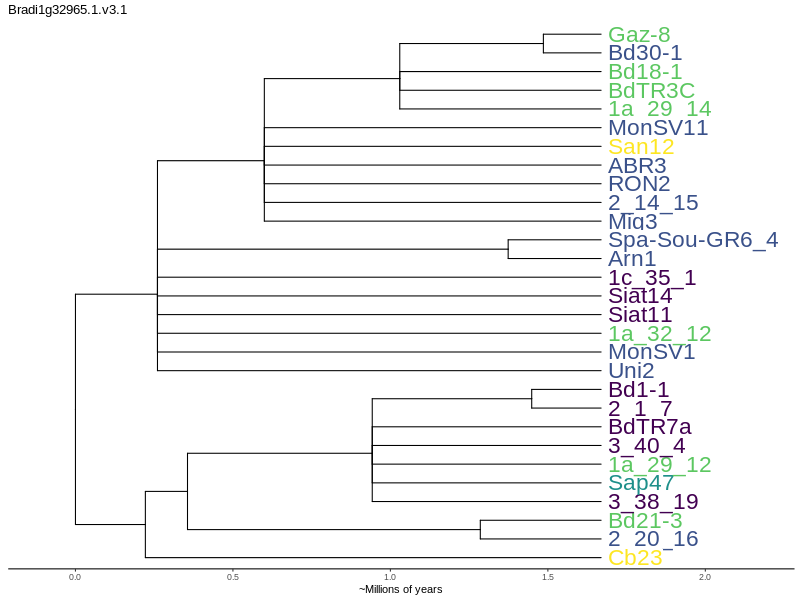 Bradi1g32965.1.v3.1
Gaz-8
Bd30-1
Bd18-1
BdTR3C
1a_29_14
MonSV11
San12
ABR3
RON2
2_14_15
Mig3
Spa-Sou-GR6_4
Arn1
1c_35_1
Siat14
Siat11
1a_32_12
MonSV1
Uni2
Bd1-1
2_1_7
BdTR7a
3_40_4
1a_29_12
Sap47
3_38_19
Bd21-3
2_20_16
Cb23
0.0 0.5 1.0 1.5 2.0
~Millions of years